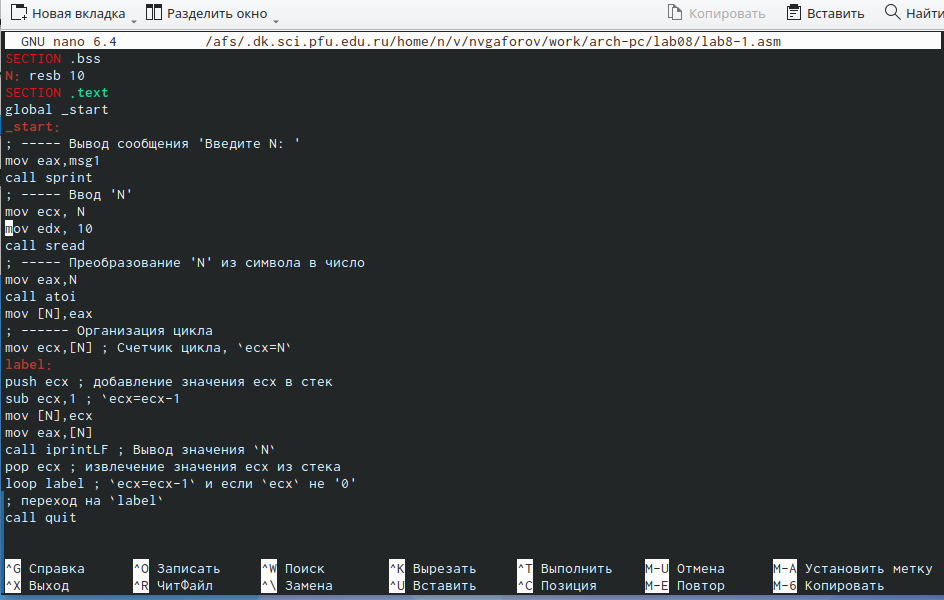 Новая вкладка Разделить окно Копировать Вставить Найти
GNU nano 6.4 /afs/.dk.sci.pfu.edu.ru/home/n/v/nvgaforov/work/arch-pc/lab08/lab8-1.asm
SECTION .bss
N: resb 10
SECTION .text
global _start
_start:
; ----- Вывод сообщения 'Введите N: '
mov eax,msg1
call sprint
; ----- Ввод 'N'
mov ecx, N
mov edx, 10
call sread
; ----- Преобразование 'N' из символа в число
mov eax,N
call atoi
mov [N],eax
; ------ Организация цикла
mov ecx,[N] ; Счетчик цикла, `ecx=N`
label:
push ecx ; добавление значения ecx в стек
sub ecx,1 ; `ecx=ecx-1
mov [N],ecx
mov eax,[N]
call iprintLF ; Вывод значения `N`
pop ecx ; извлечение значения ecx из стека
loop label ; `ecx=ecx-1` и если `ecx` не '0'
; переход на `label`
call quit
^G Справка ^O Записать ^W Поиск ^K Вырезать ^T Выполнить M-U Отмена M-A Установить метку
^X Выход ^R ЧитФайл ^\ Замена ^U Вставить ^C Позиция M-E Повтор M-6 Копировать